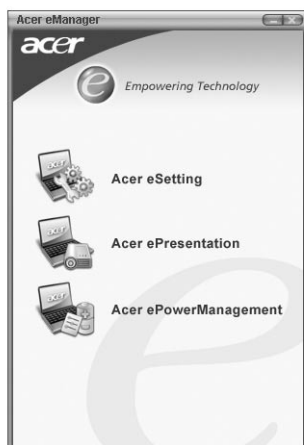 Acer eManager
acer
e Empowering Technology
Acer eSetting
Acer ePresentation
Acer ePowerManagement